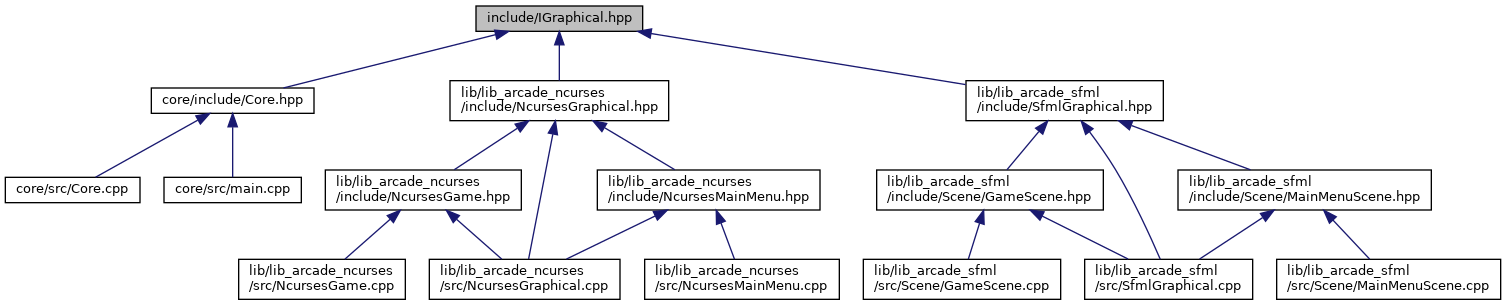 include/IGraphical.hpp
core/include/Core.hpp
lib/lib_arcade_ncurses
/include/NcursesGraphical.hpp
lib/lib_arcade_sfml
/include/SfmlGraphical.hpp
core/src/Core.cpp
core/src/main.cpp
lib/lib_arcade_ncurses
/include/NcursesGame.hpp
lib/lib_arcade_ncurses
/include/NcursesMainMenu.hpp
lib/lib_arcade_sfml
/include/Scene/GameScene.hpp
lib/lib_arcade_sfml
/include/Scene/MainMenuScene.hpp
lib/lib_arcade_ncurses
/src/NcursesGame.cpp
lib/lib_arcade_ncurses
/src/NcursesGraphical.cpp
lib/lib_arcade_ncurses
/src/NcursesMainMenu.cpp
lib/lib_arcade_sfml
/src/Scene/GameScene.cpp
lib/lib_arcade_sfml
/src/SfmlGraphical.cpp
lib/lib_arcade_sfml
/src/Scene/MainMenuScene.cpp